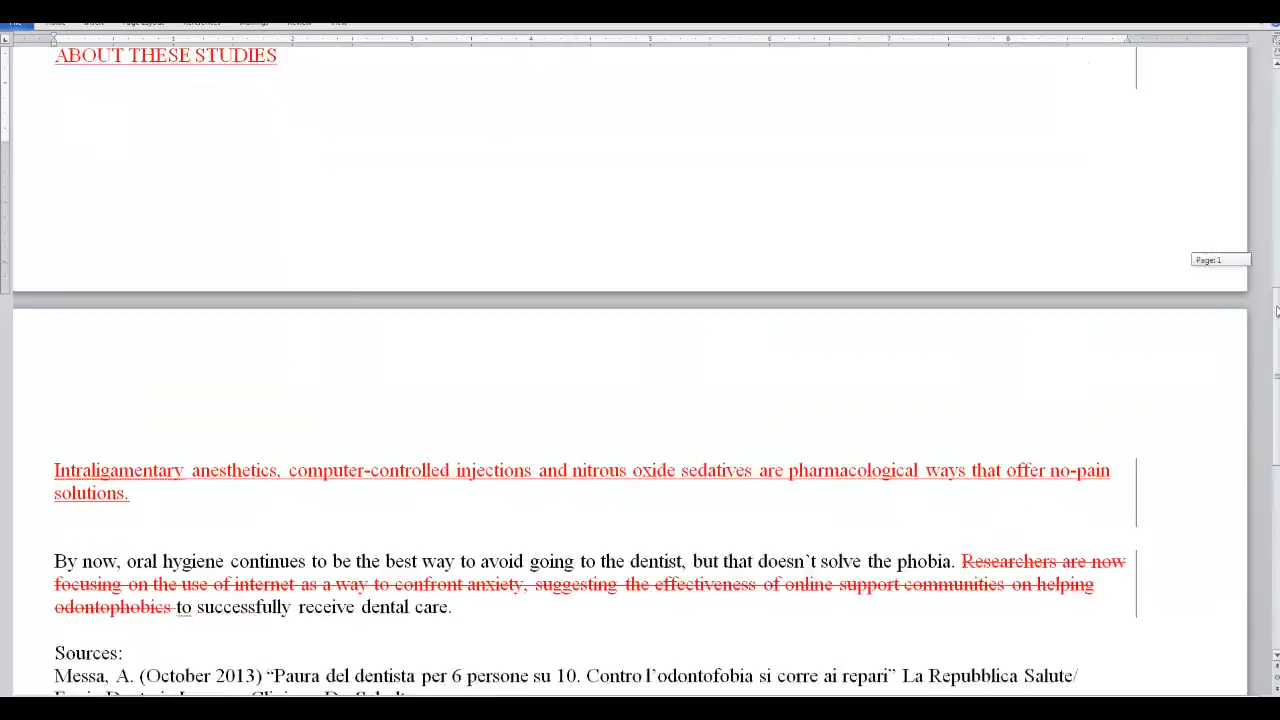 ABOUT THESE STUDIES
Page: 1
Intraligamentary anesthetics, computer-controlled injections and nitrous oxide sedatives are pharmacological ways that offer no-pain
solutions.
By now, oral hygiene continues to be the best way to avoid going to the dentist, but that doesn`t solve the phobia. Researchers are now
focusing on the use of internet as a way to confront anxiety, suggesting the effectiveness of online support communities on helping
odontophobics to successfully receive dental care.
Sources:
Messa, A. (October 2013) “Paura del dentista per 6 persone su 10. Contro l’odontofobia si corre ai repari” La Repubblica Salute/